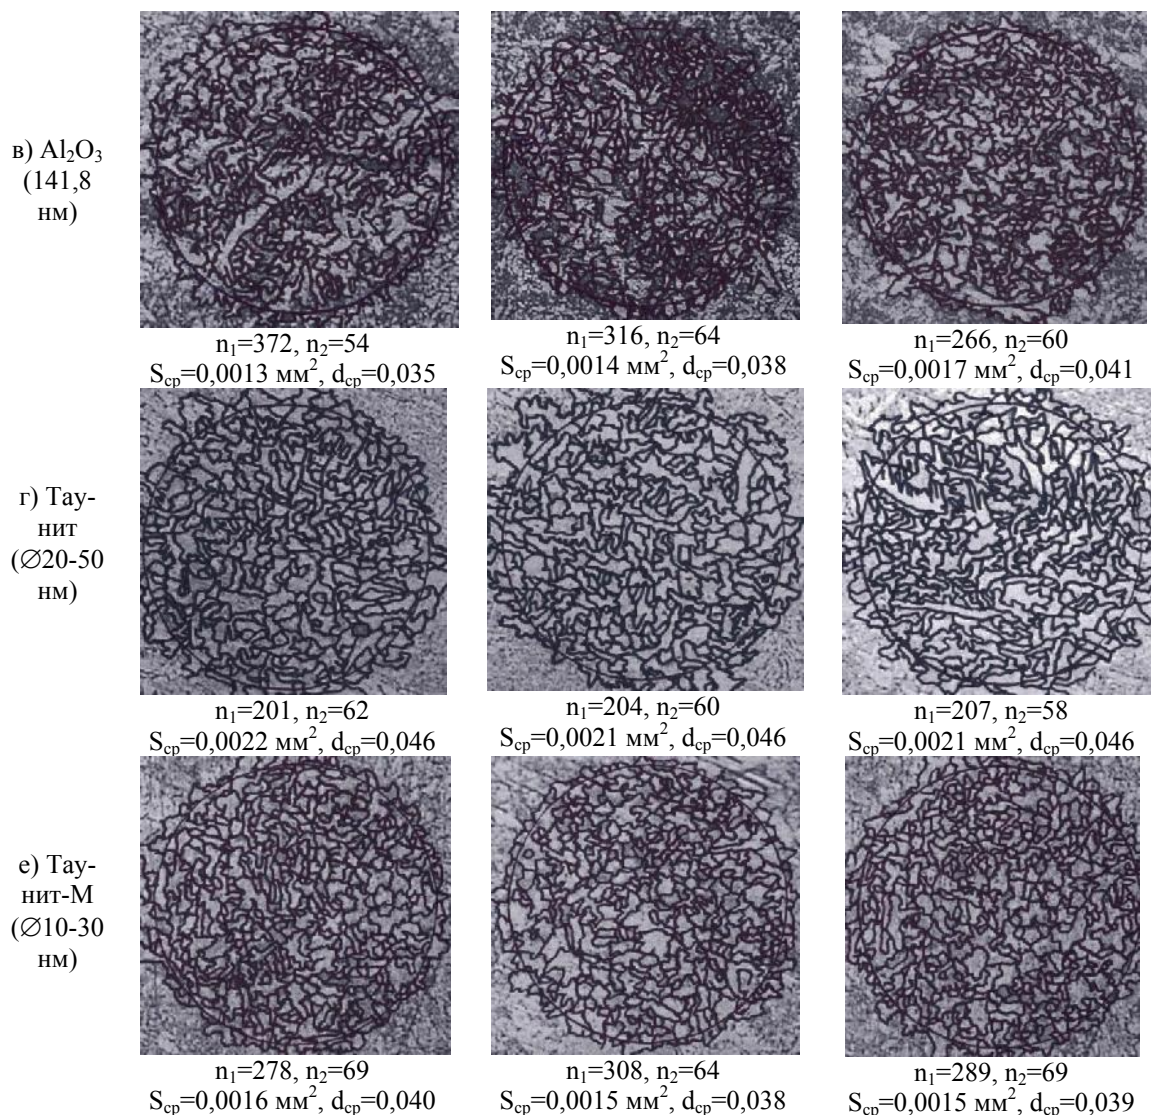 в) Al₂O₃
(141,8
нм)
n₁=372, n₂=54
Sср=0,0013 мм², dср=0,035
n₁=316, n₂=64
Sср=0,0014 мм², dср=0,038
n₁=266, n₂=60
Sср=0,0017 мм², dср=0,041
г) Тау-
нит
(∅20-50
нм)
n₁=201, n₂=62
Sср=0,0022 мм², dср=0,046
n₁=204, n₂=60
Sср=0,0021 мм², dср=0,046
n₁=207, n₂=58
Sср=0,0021 мм², dср=0,046
е) Тау-
нит-М
(∅10-30
нм)
n₁=278, n₂=69
Sср=0,0016 мм², dср=0,040
n₁=308, n₂=64
Sср=0,0015 мм², dср=0,038
n₁=289, n₂=69
Sср=0,0015 мм², dср=0,039